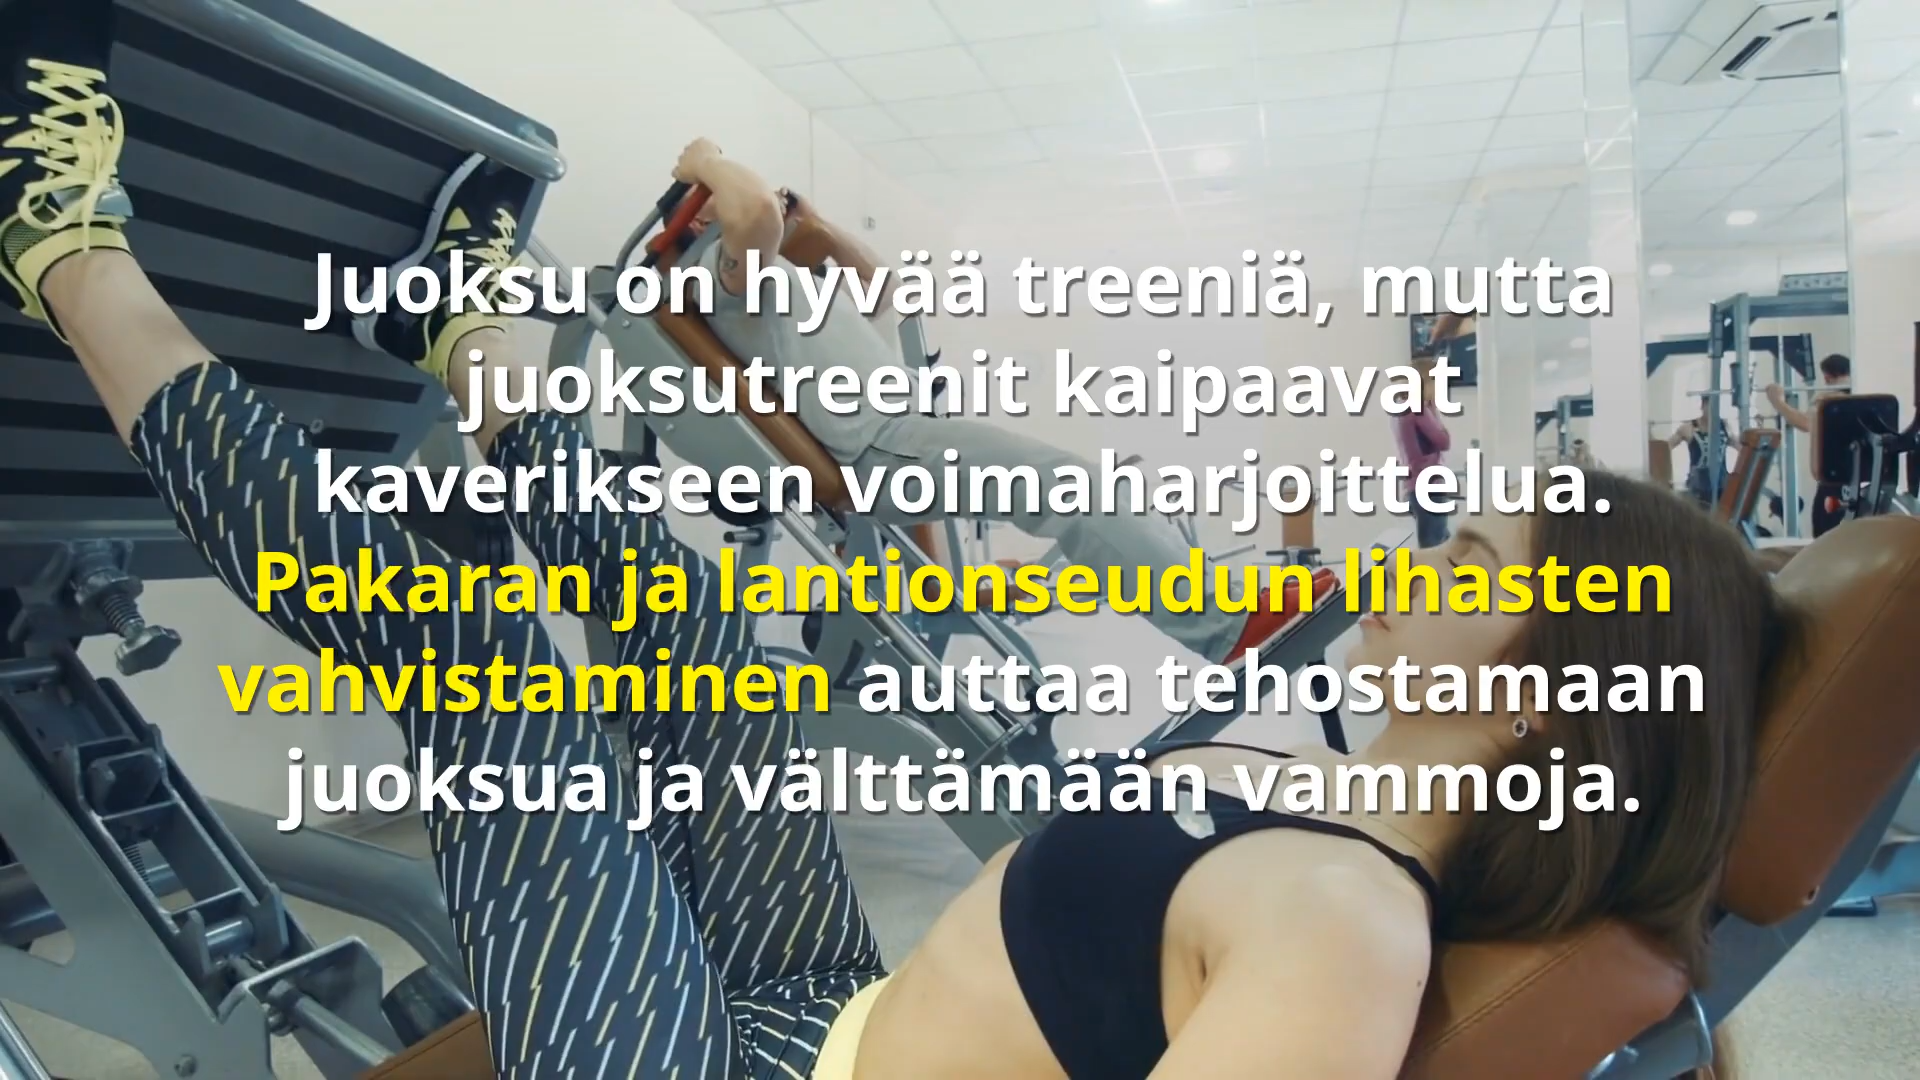 Juoksu on hyvää treeniä, mutta
juoksutreenit kaipaavat
kaverikseen voimaharjoittelua.
Pakaran ja lantionseudun lihasten
vahvistaminen auttaa tehostamaan
juoksua ja välttämään vammoja.